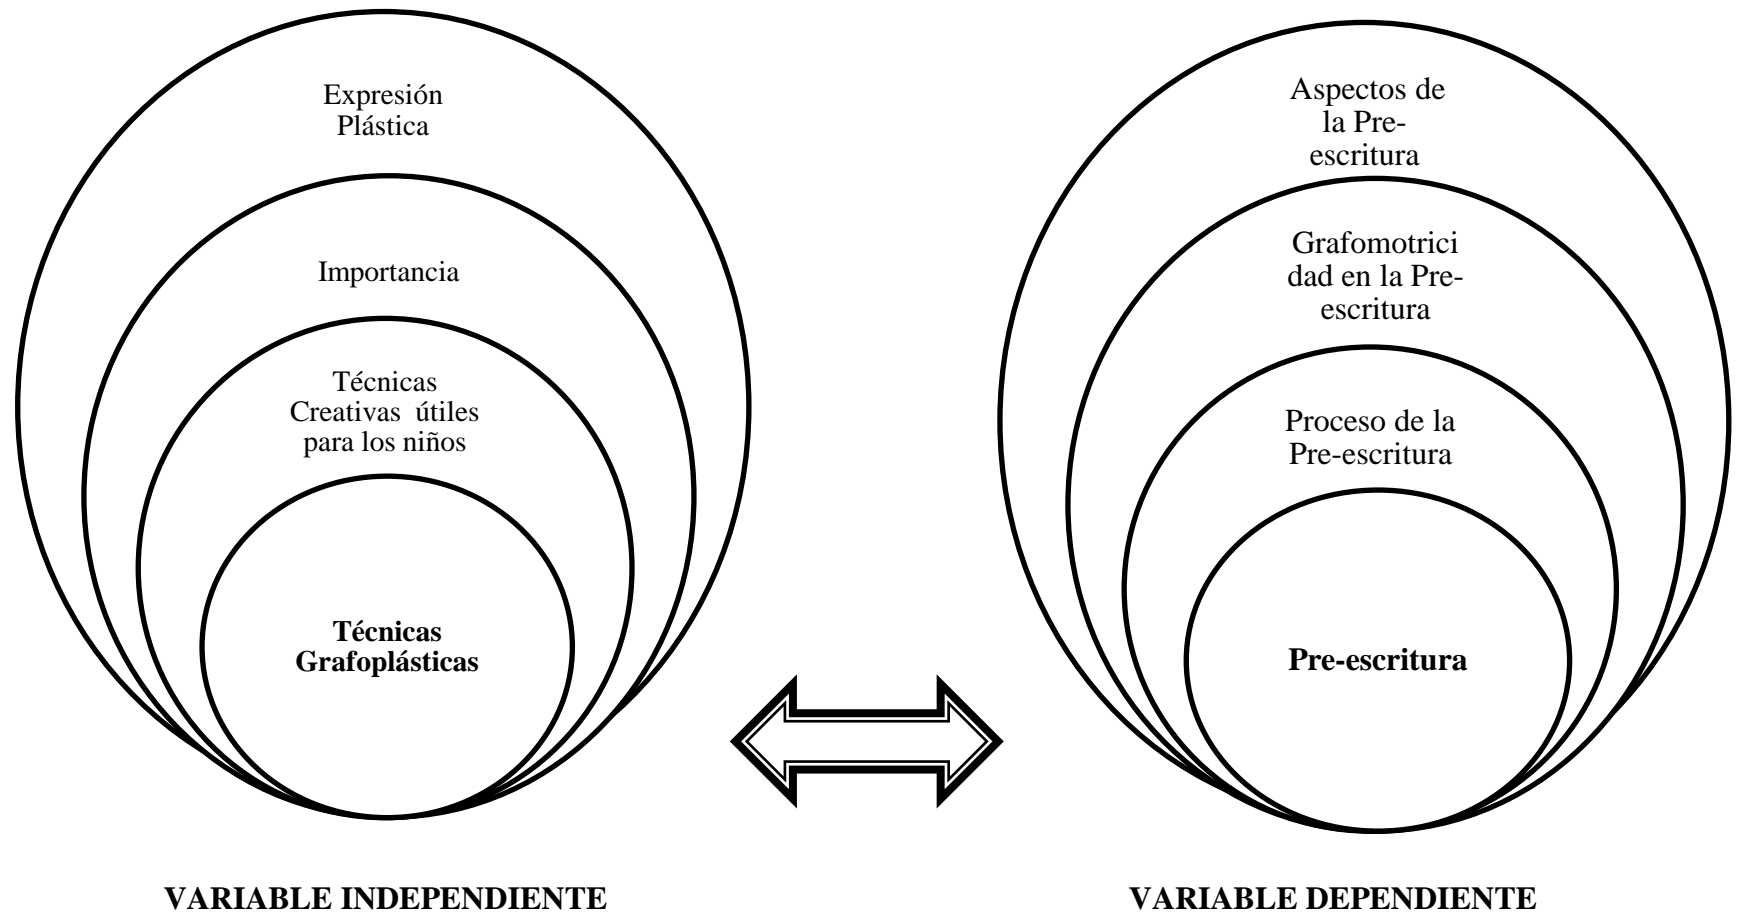 Expresión
Plástica
Importancia
Técnicas
Creativas útiles
para los niños
Técnicas
Grafoplásticas
VARIABLE INDEPENDIENTE
Aspectos de
la Pre-
escritura
Grafomotrici
dad en la Pre-
escritura
Proceso de la
Pre-escritura
Pre-escritura
VARIABLE DEPENDIENTE